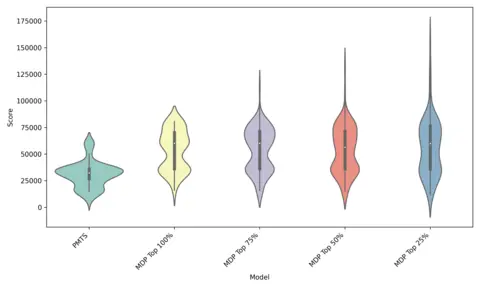 175000
150000
125000
100000
75000
50000
25000
0
Score
PMTS
MDP Top 100%
MDP Top 75%
MDP Top 50%
MDP Top 25%
Model